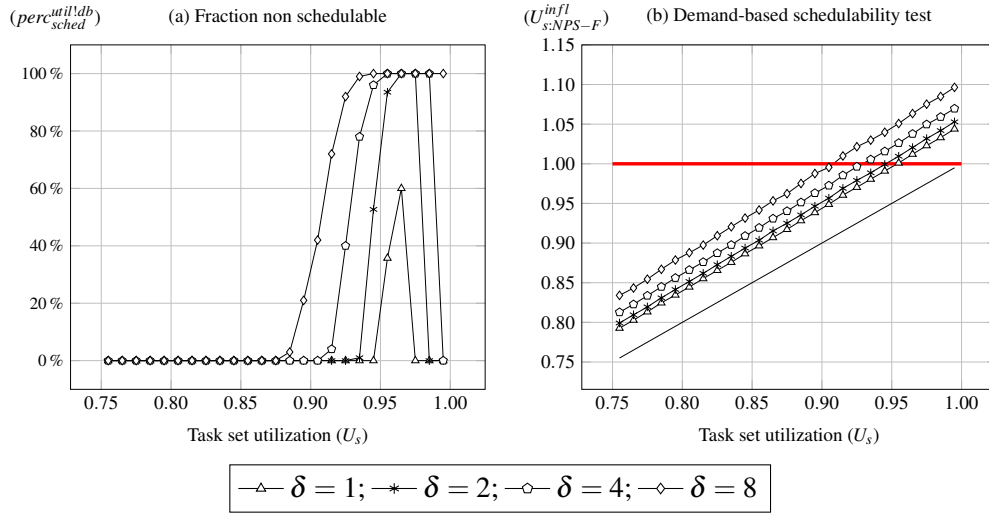 (perc^{util!db}_{sched})
(a) Fraction non schedulable
100 %
80 %
60 %
40 %
20 %
0 %
0.75 0.80 0.85 0.90 0.95 1.00
Task set utilization (U_s)
(U^{infl}_{s:NPS−F})
(b) Demand-based schedulability test
1.15
1.10
1.05
1.00
0.95
0.90
0.85
0.80
0.75
0.75 0.80 0.85 0.90 0.95 1.00
Task set utilization (U_s)
δ = 1; δ = 2; δ = 4; δ = 8